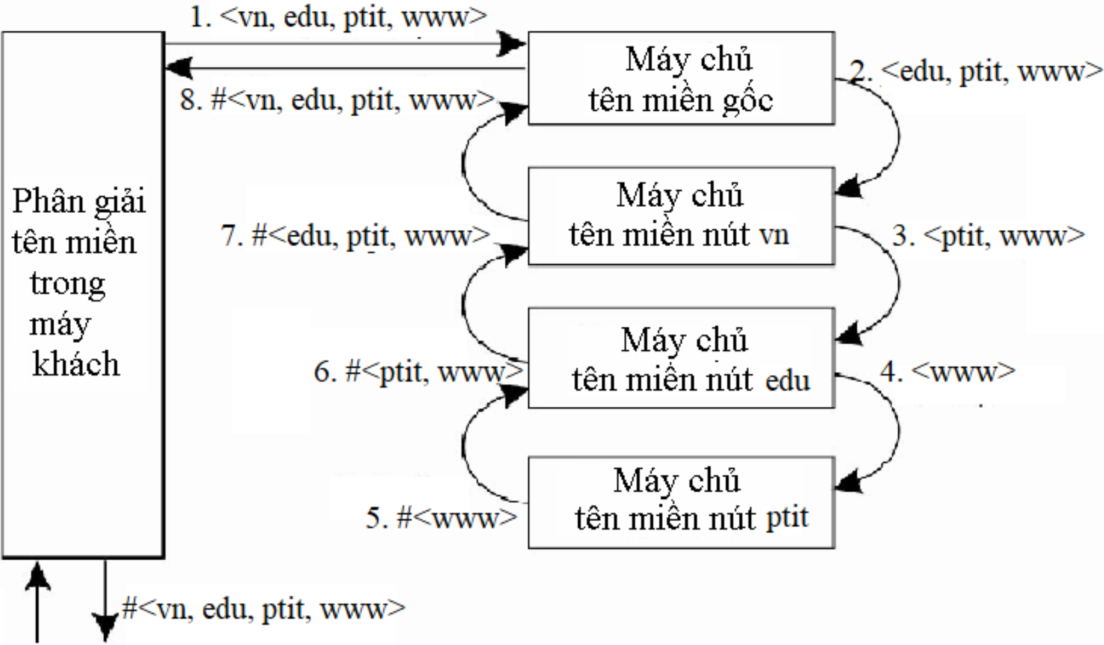 1. <vn, edu, ptit, www>
Máy chủ
tên miền gốc
2. <edu, ptit, www>
8. #<vn, edu, ptit, www>
Phân giải
tên miền
trong
máy
khách
Máy chủ
tên miền nút vn
7. #<edu, ptit, www>
3. <ptit, www>
Máy chủ
tên miền nút edu
6. #<ptit, www>
4. <www>
Máy chủ
tên miền nút ptit
5. #<www>
#<vn, edu, ptit, www>